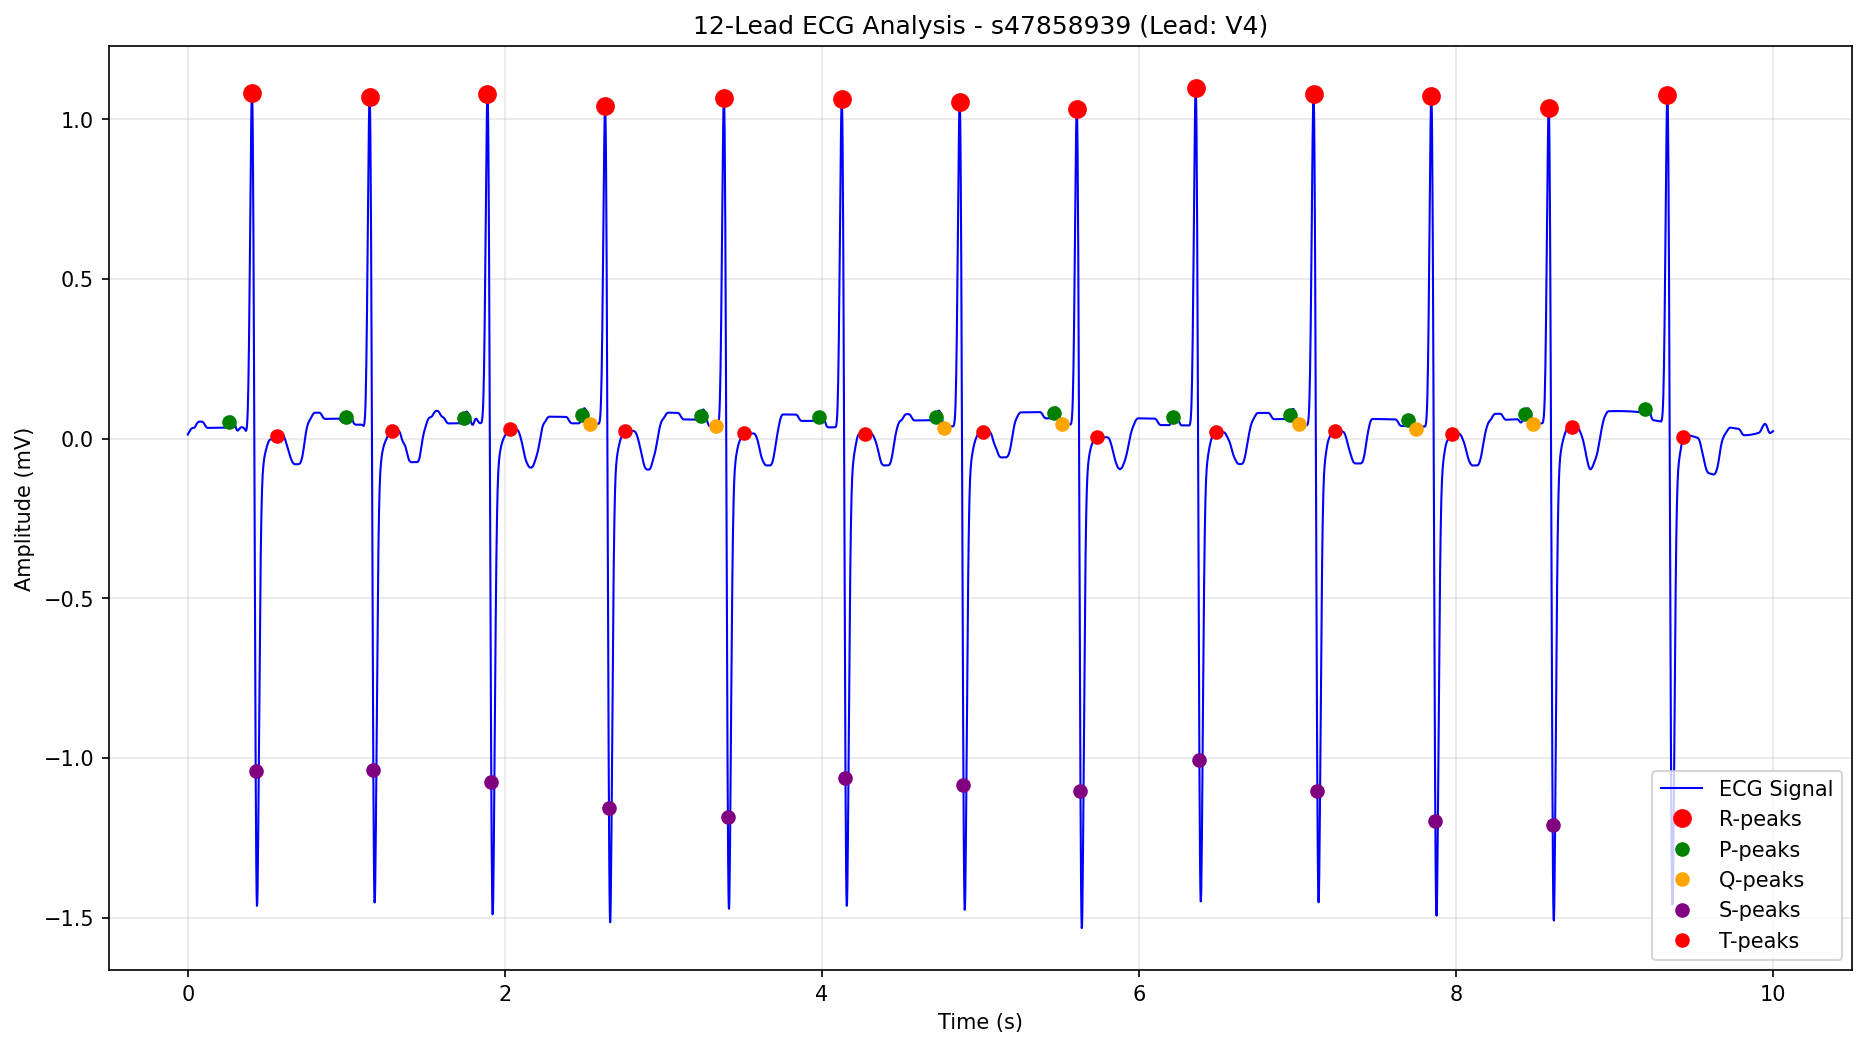 12-Lead ECG Analysis - s47858939 (Lead: V4)
Amplitude (mV)
1.0
0.5
0.0
−0.5
−1.0
−1.5
0 2 4 6 8 10
Time (s)
ECG Signal
R-peaks
P-peaks
Q-peaks
S-peaks
T-peaks